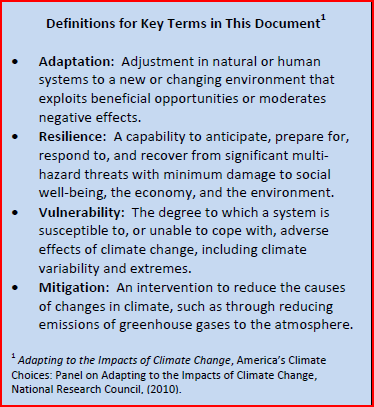 Definitions for Key Terms in This Document1
• Adaptation: Adjustment in natural or human
systems to a new or changing environment that
exploits beneficial opportunities or moderates
negative effects.
• Resilience: A capability to anticipate, prepare for,
respond to, and recover from significant multi-
hazard threats with minimum damage to social
well-being, the economy, and the environment.
• Vulnerability: The degree to which a system is
susceptible to, or unable to cope with, adverse
effects of climate change, including climate
variability and extremes.
• Mitigation: An intervention to reduce the causes
of changes in climate, such as through reducing
emissions of greenhouse gases to the atmosphere.
1 Adapting to the Impacts of Climate Change, America's Climate
Choices: Panel on Adapting to the Impacts of Climate Change,
National Research Council, (2010).